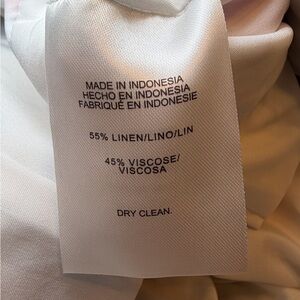 MADE IN INDONESIA
HECHO EN INDONESIA
FABRIQUÉ EN INDONESIE
55% LINEN/LINO/LIN
45% VISCOSE/
VISCOSA
DRY CLEAN.